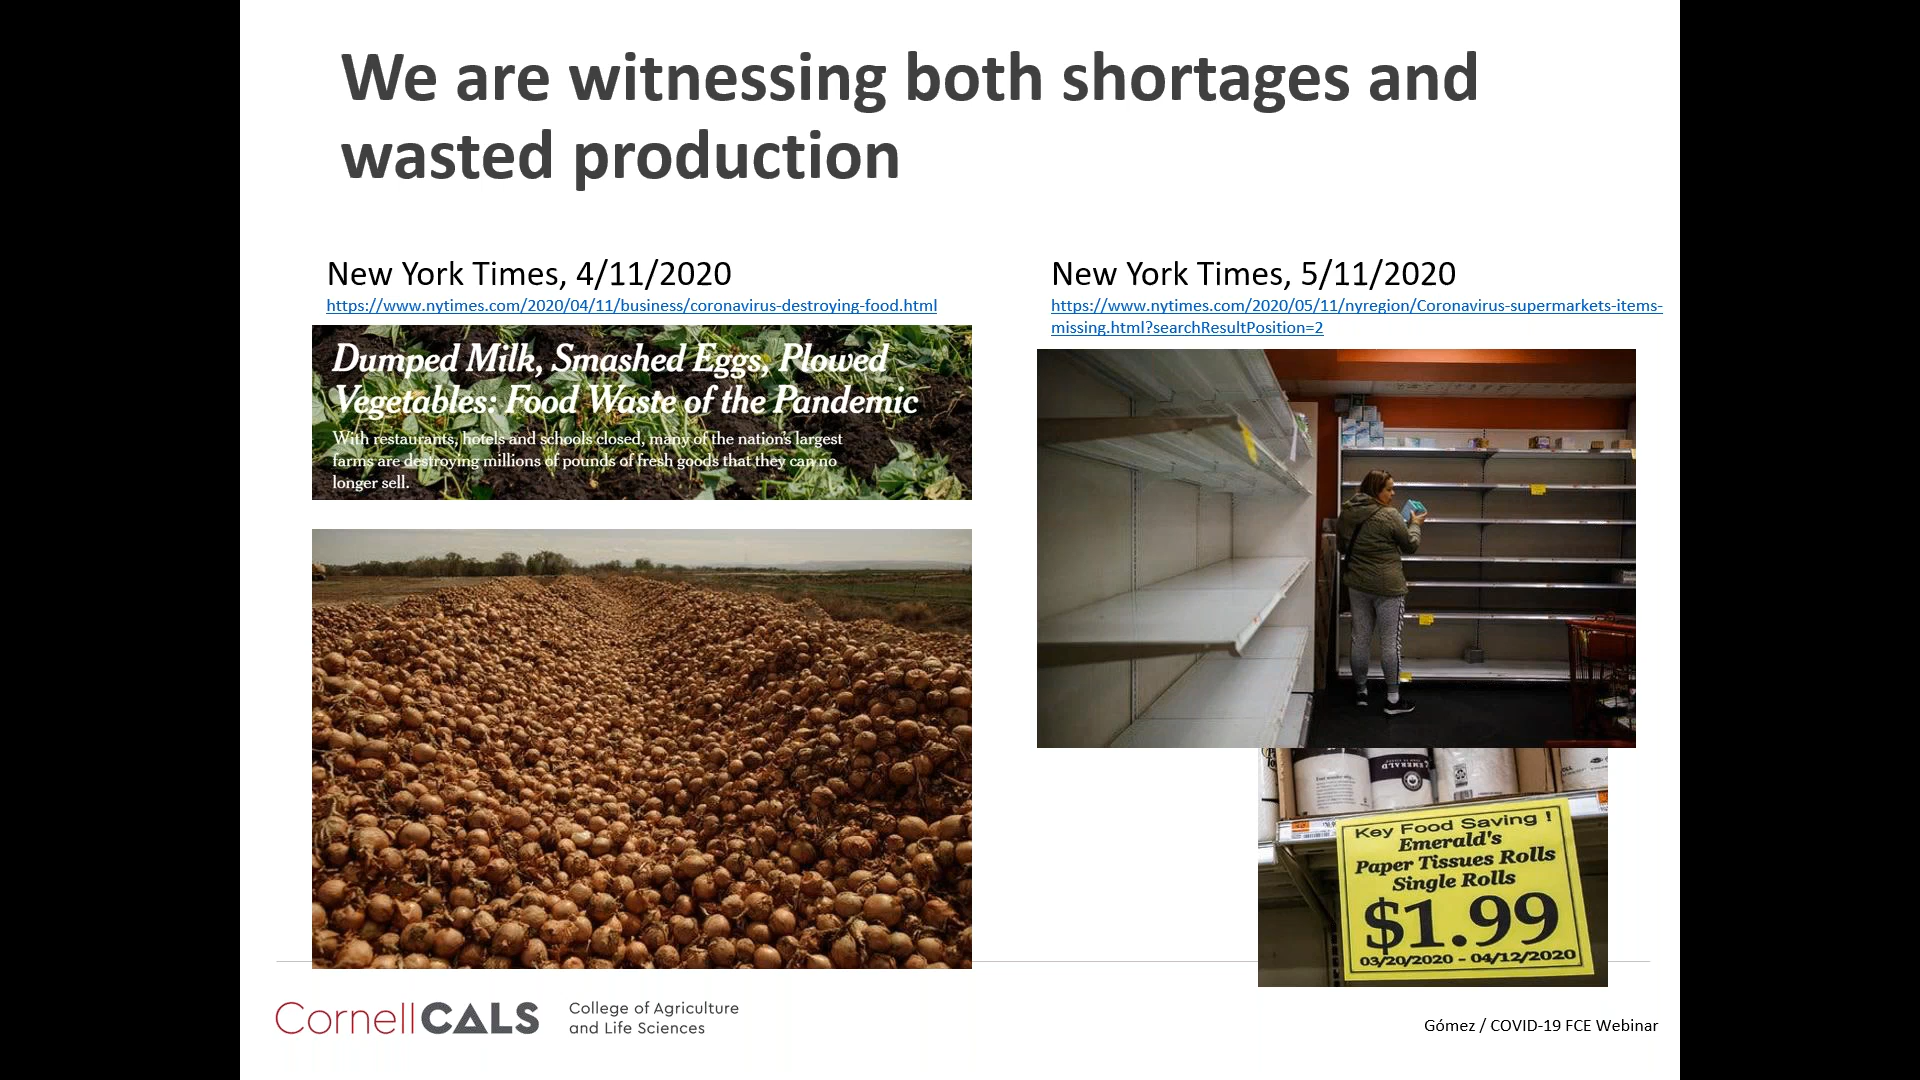 We are witnessing both shortages and
wasted production
New York Times, 4/11/2020
https://www.nytimes.com/2020/04/11/business/coronavirus-destroying-food.html
Dumped Milk, Smashed Eggs, Plowed
Vegetables: Food Waste of the Pandemic
With restaurants, hotels and schools closed, many of the nation's largest
farms are destroying millions of pounds of fresh goods that they can no
longer sell.
New York Times, 5/11/2020
https://www.nytimes.com/2020/05/11/nyregion/Coronavirus-supermarkets-items-
missing.html?searchResultPosition=2
EMERALD
Key Food Saving !
Emerald's
Paper Tissues Rolls
Single Rolls
$1.99
03/20/2020 - 04/12/2020
CornellCALS
College of Agriculture
and Life Sciences
Gómez / COVID-19 FCE Webinar